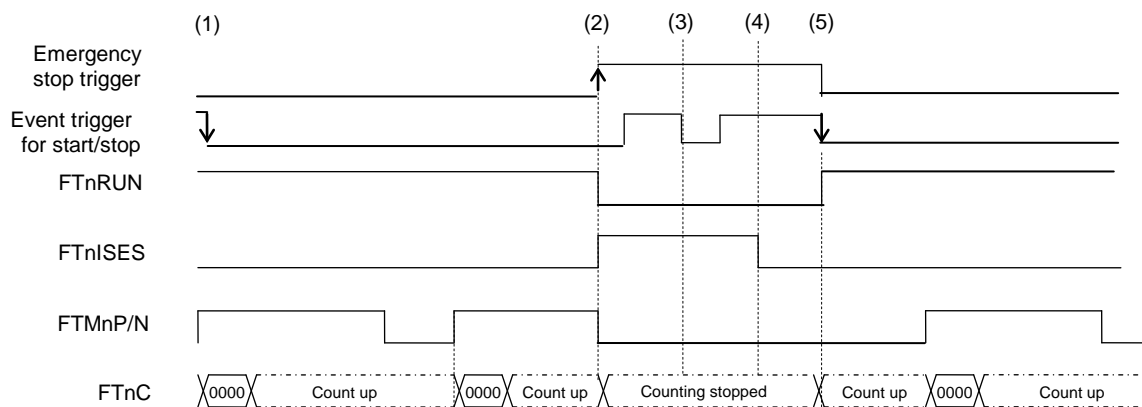 (1) (2) (3) (4) (5)
Emergency
stop trigger
Event trigger
for start/stop
FTnRUN
FTnISES
FTMnP/N
FTnC 0000 Count up 0000 Count up Counting stopped Count up 0000 Count up